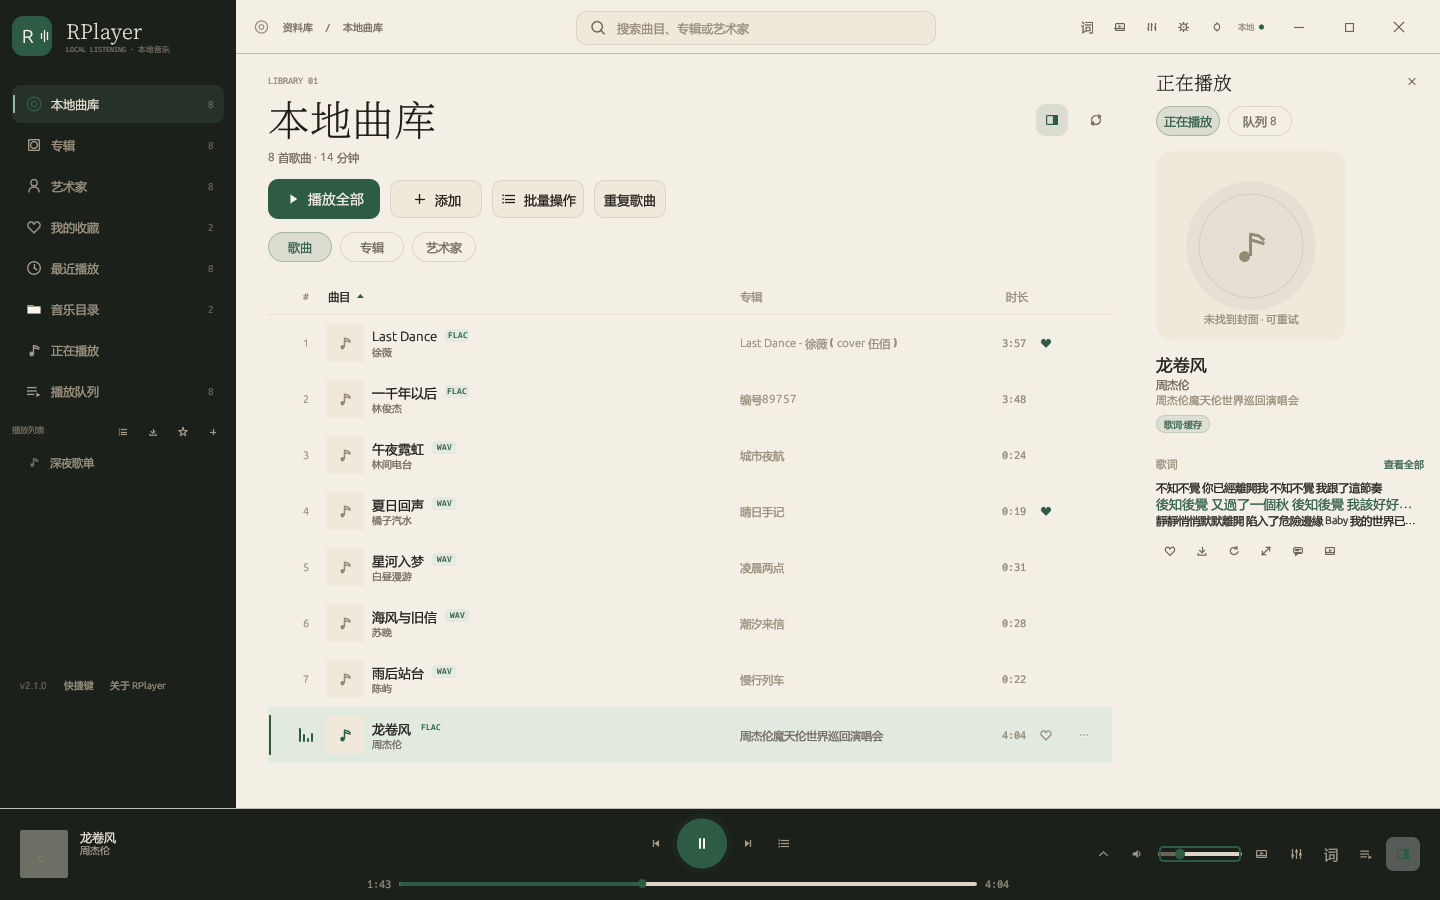 R
RPlayer
LOCAL LISTENING · 本地音乐
本地曲库 8
专辑 8
艺术家 8
我的收藏 2
最近播放 8
音乐目录 2
正在播放
播放队列 8
播放列表
深夜歌单
v2.1.0 快捷键 关于 RPlayer
资料库 / 本地曲库
搜索曲目、专辑或艺术家
词 本地
LIBRARY 01
本地曲库
8 首歌曲 · 14 分钟
播放全部 添加 批量操作 重复歌曲
歌曲 专辑 艺术家
# 曲目 专辑 时长
1 Last Dance FLAC Last Dance - 徐薇 ( cover 伍佰 ) 3:57
徐薇
2 一千年以后 FLAC 编号89757 3:48
林俊杰
3 午夜霓虹 WAV 城市夜航 0:24
林间电台
4 夏日回声 WAV 晴日手记 0:19
橘子汽水
5 星河入梦 WAV 凌晨两点 0:31
白昼漫游
6 海风与旧信 WAV 潮汐来信 0:28
苏晚
7 雨后站台 WAV 慢行列车 0:22
陈屿
龙卷风 FLAC 周杰伦魔天伦世界巡回演唱会 4:04
周杰伦
正在播放
正在播放 队列 8
未找到封面 · 可重试
龙卷风
周杰伦
周杰伦魔天伦世界巡回演唱会
歌词·缓存
歌词 查看全部
不知不覺 你已經離開我 不知不覺 我跟了這節奏
後知後覺 又過了一個秋 後知後覺 我該好好…
靜靜悄悄默默離開 陷入了危險邊緣 Baby 我的世界已…
龙卷风
周杰伦
1:43 4:04
词